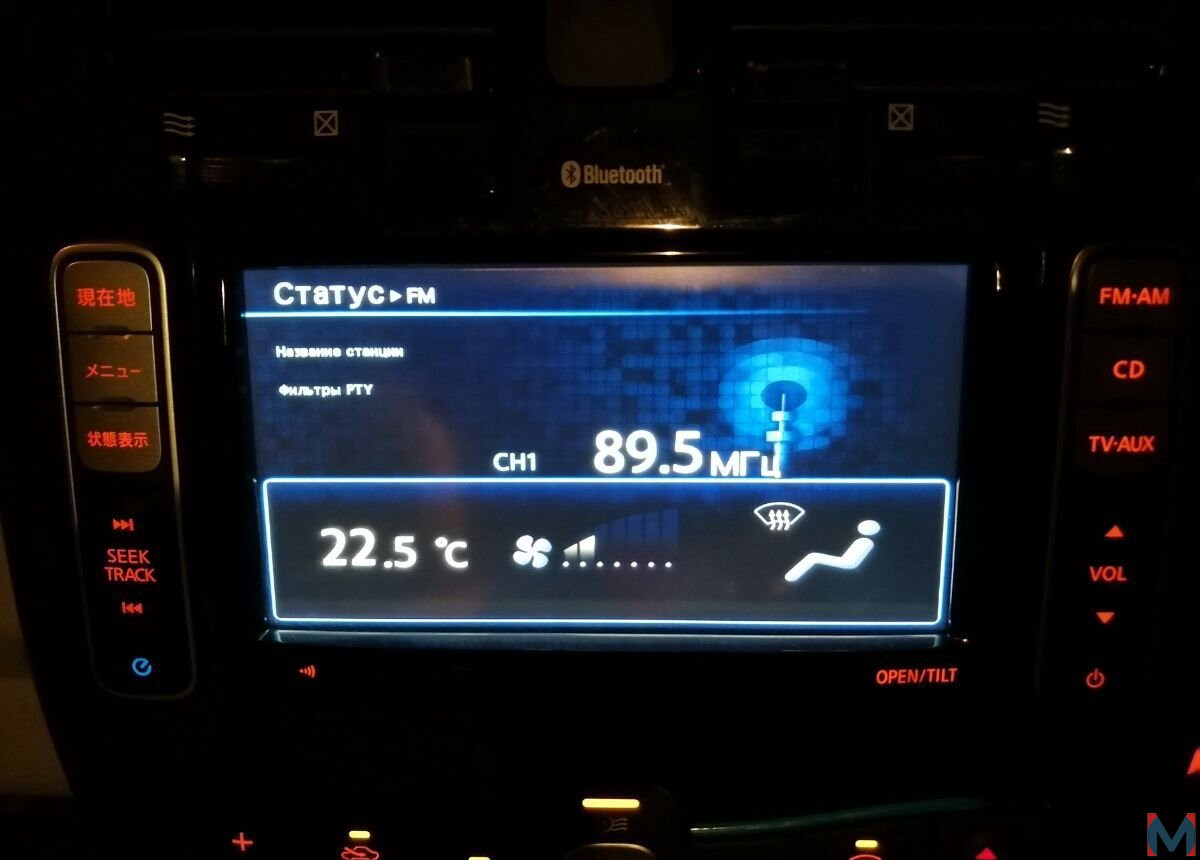 Bluetooth
現在地
メニュー
状態表示
SEEK
TRACK
Статус▶FM
Название станции
Фильтры PTY
CH1 89.5 МГц
22.5 °C
FM·AM
CD
TV·AUX
VOL
OPEN/TILT
M